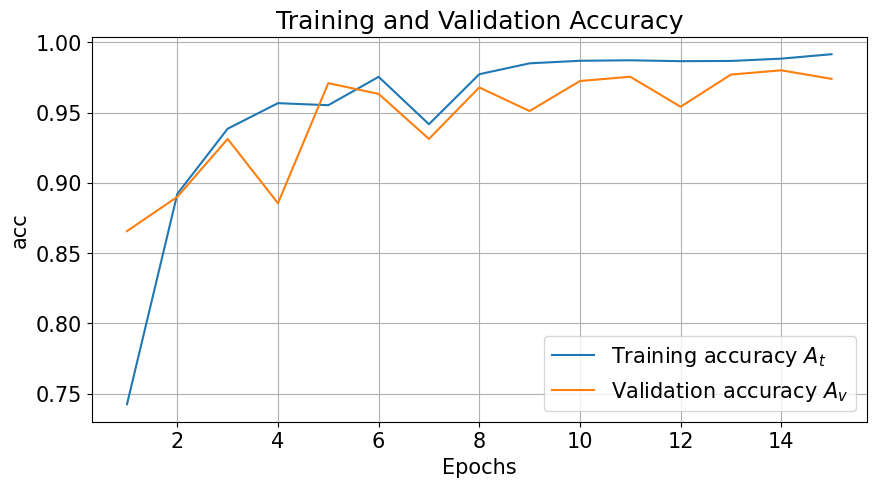 Training and Validation Accuracy
1.00
0.95
0.90
0.85
0.80
0.75
acc
2 4 6 8 10 12 14
Epochs
Training accuracy $A_t$
Validation accuracy $A_v$